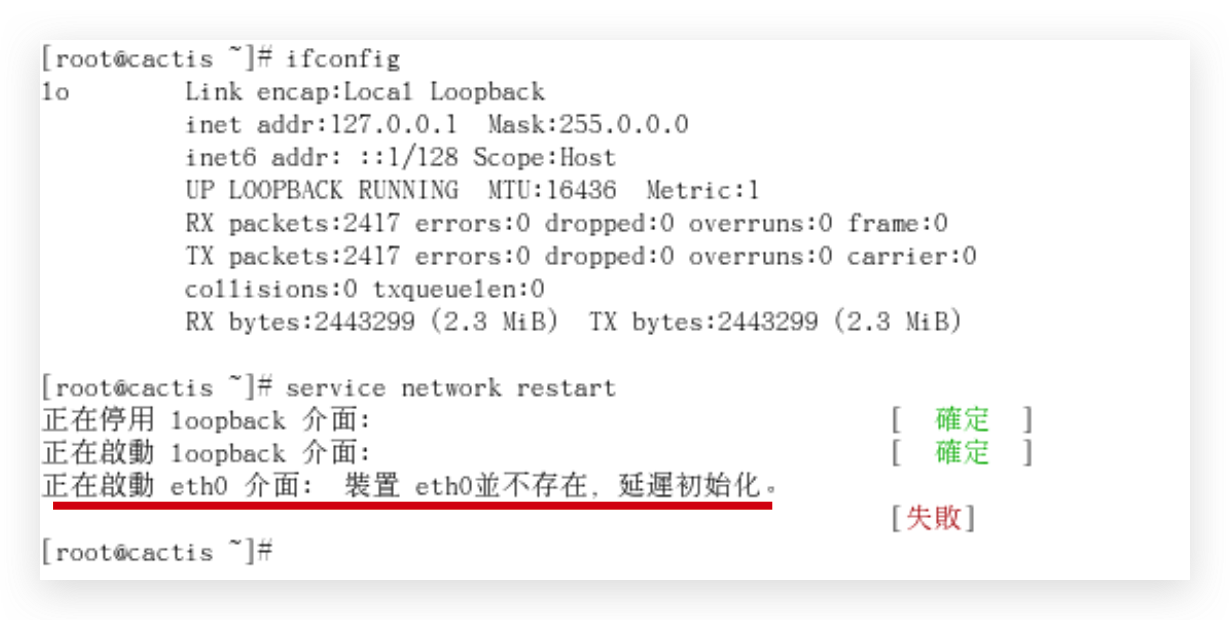 [root@cactis ~]# ifconfig
lo Link encap:Local Loopback
inet addr:127.0.0.1 Mask:255.0.0.0
inet6 addr: ::1/128 Scope:Host
UP LOOPBACK RUNNING MTU:16436 Metric:1
RX packets:2417 errors:0 dropped:0 overruns:0 frame:0
TX packets:2417 errors:0 dropped:0 overruns:0 carrier:0
collisions:0 txqueuelen:0
RX bytes:2443299 (2.3 MiB) TX bytes:2443299 (2.3 MiB)
[root@cactis ~]# service network restart
正在停用 loopback 介面: [ 確定 ]
正在啟動 loopback 介面: [ 確定 ]
正在啟動 eth0 介面: 裝置 eth0並不存在, 延遲初始化。
[失敗]
[root@cactis ~]#